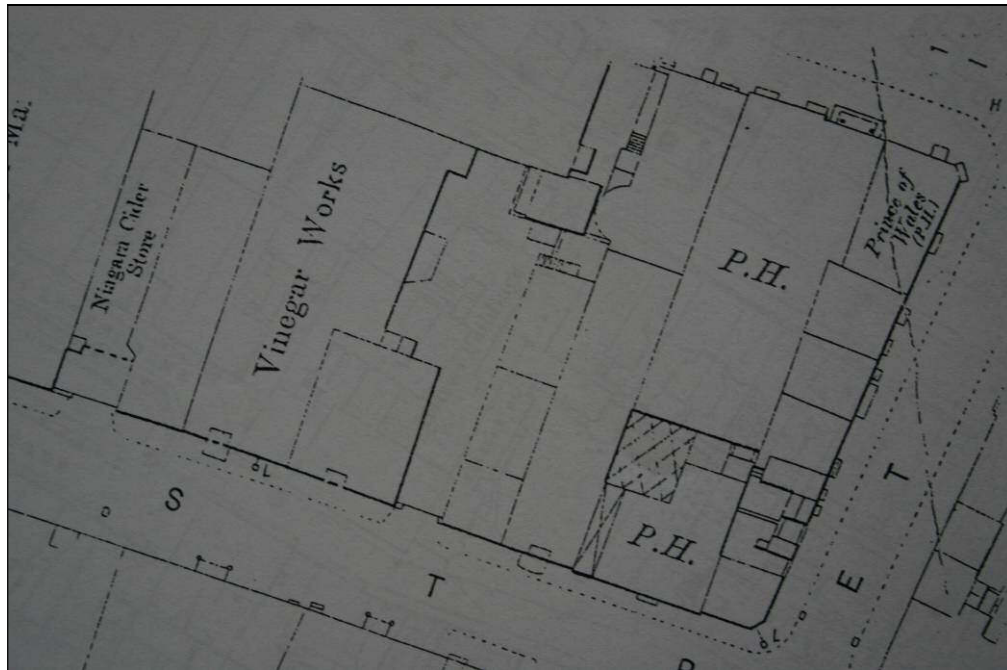 Ma.
Niagara Cider
Store
Vinegar Works
P.H.
Prince of
Wales
(P.H.)
P.H.
H
S
T
E
T
L
L